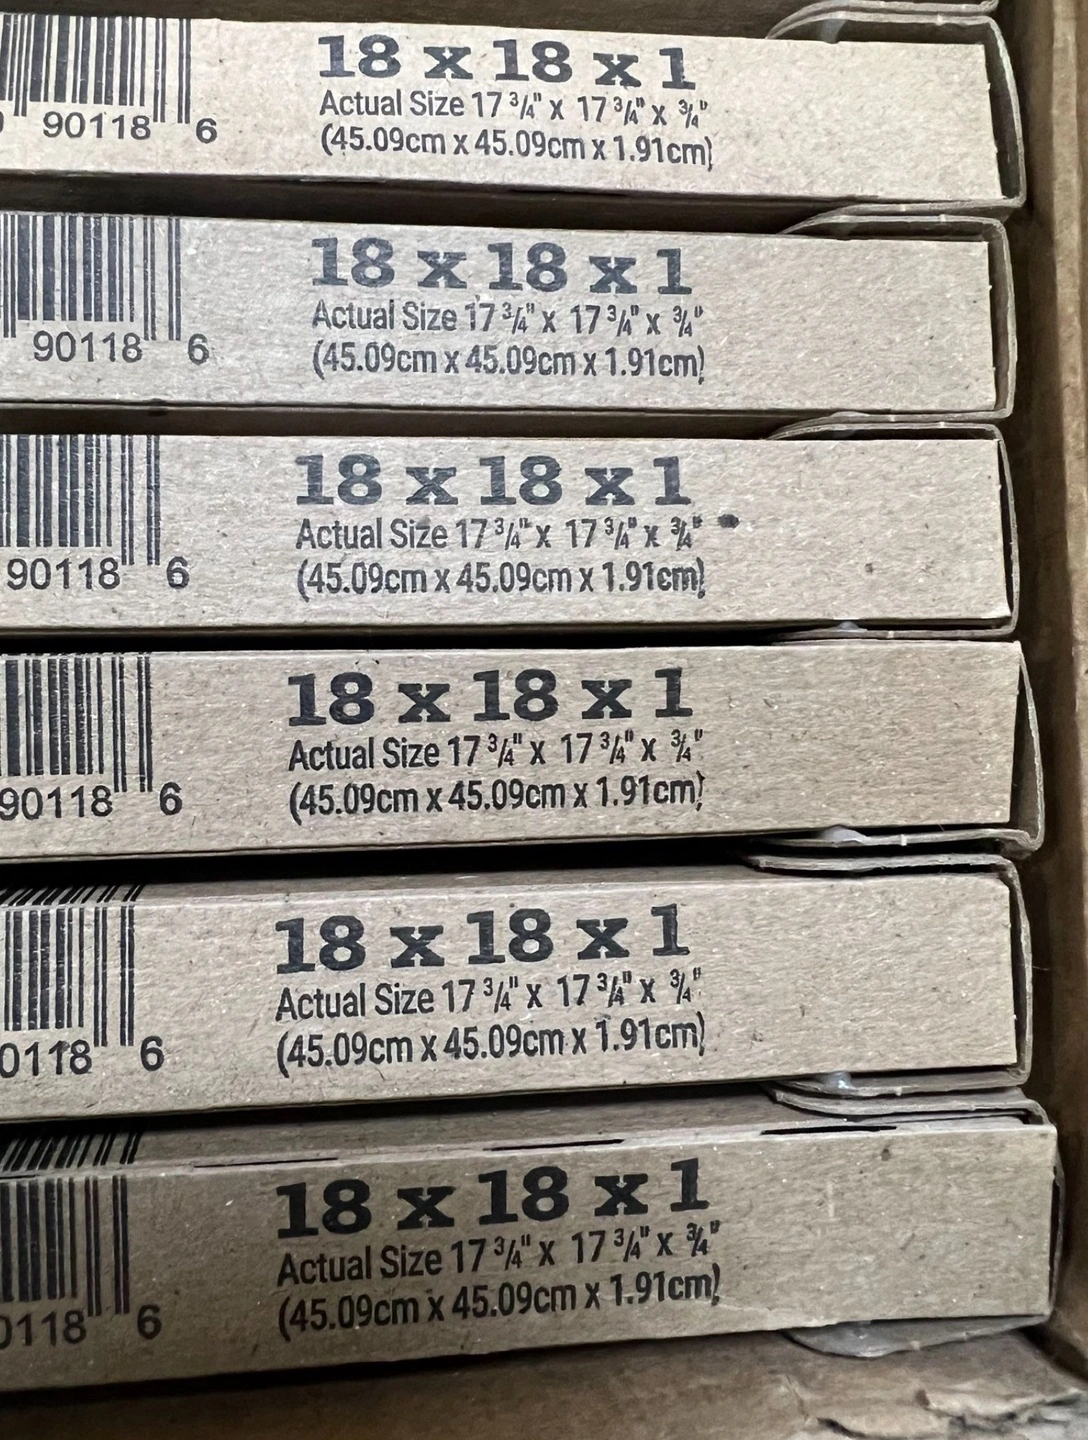 18 x 18 x 1
Actual Size 17 3/4" x 17 3/4" x 3/4"
(45.09cm x 45.09cm x 1.91cm)
90118 6
18 x 18 x 1
Actual Size 17 3/4" x 17 3/4" x 3/4"
(45.09cm x 45.09cm x 1.91cm)
90118 6
18 x 18 x 1
Actual Size 17 3/4" x 17 3/4" x 3/4"
(45.09cm x 45.09cm x 1.91cm)
90118 6
18 x 18 x 1
Actual Size 17 3/4" x 17 3/4" x 3/4"
(45.09cm x 45.09cm x 1.91cm)
90118 6
18 x 18 x 1
Actual Size 17 3/4" x 17 3/4" x 3/4"
(45.09cm x 45.09cm x 1.91cm)
0118 6
18 x 18 x 1
Actual Size 17 3/4" x 17 3/4" x 3/4"
(45.09cm x 45.09cm x 1.91cm)
0118 6